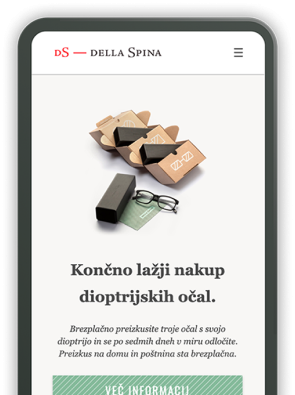 DS — DELLA SPINA
Končno lažji nakup
dioptrijskih očal.
Brezplačno preizkusite troje očal s svojo
dioptrijo in se po sedmih dneh v miru odločite.
Preizkus na domu in poštnina sta brezplačna.
VEČ INFORMACIJ